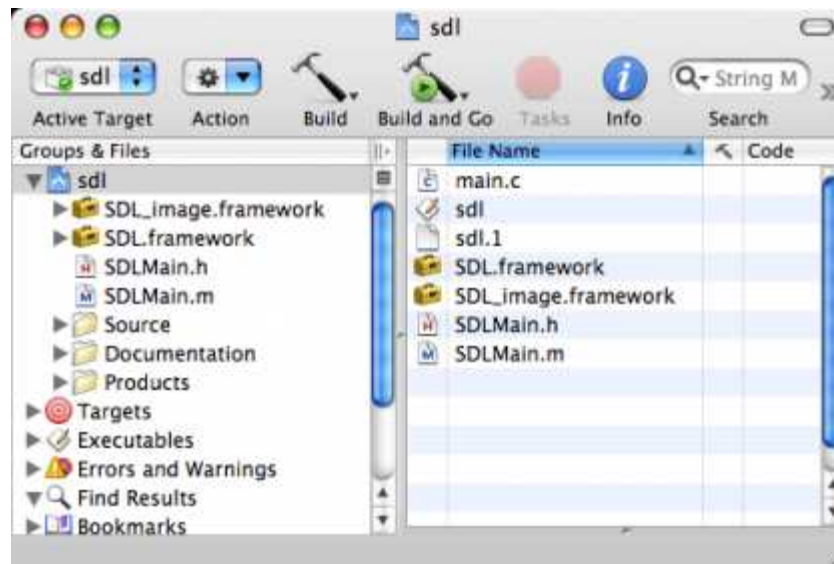 sdl
sdl
String M
Active Target Action Build Build and Go Tasks Info Search
Groups & Files
sdl
SDL_image.framework
SDL.framework
SDLMain.h
SDLMain.m
Source
Documentation
Products
Targets
Executables
Errors and Warnings
Find Results
Bookmarks
File Name Code
main.c
sdl
sdl.1
SDL.framework
SDL_image.framework
SDLMain.h
SDLMain.m